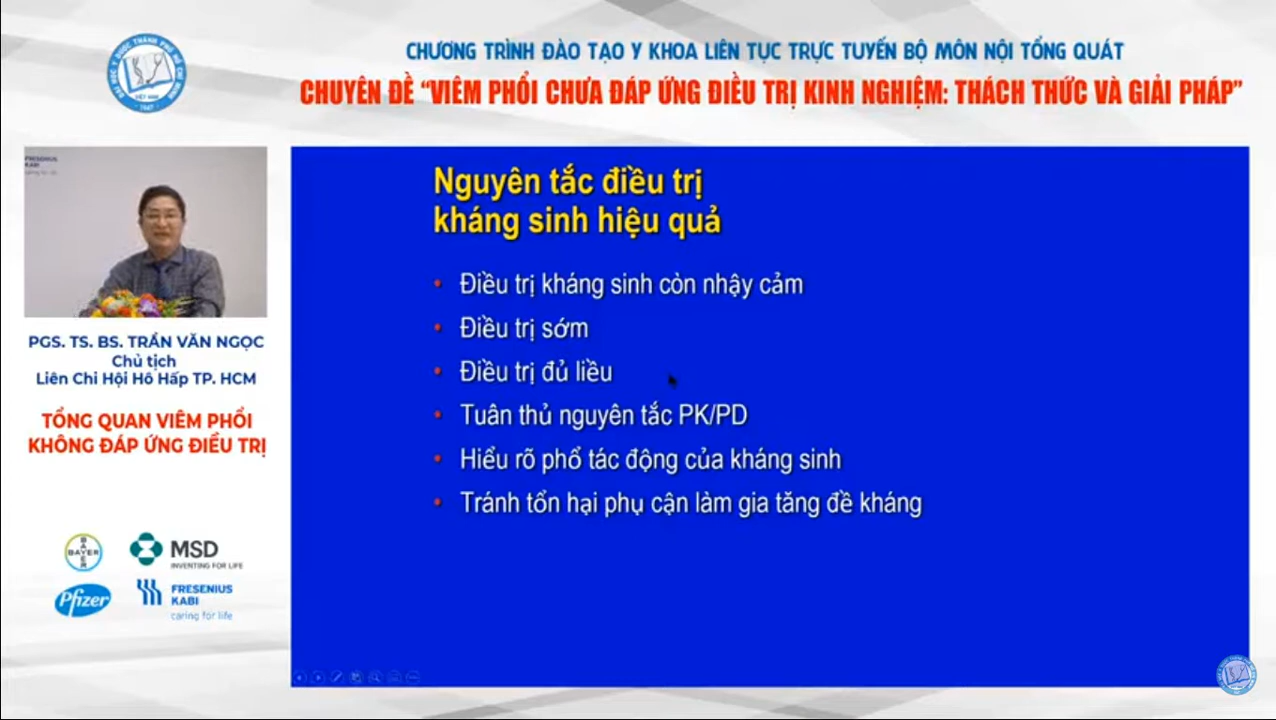 CHƯƠNG TRÌNH ĐÀO TẠO Y KHOA LIÊN TỤC TRỰC TUYẾN BỘ MÔN NỘI TỔNG QUÁT
CHUYÊN ĐỀ “VIÊM PHỔI CHƯA ĐÁP ỨNG ĐIỀU TRỊ KINH NGHIỆM: THÁCH THỨC VÀ GIẢI PHÁP”
FRESENIUS
KABI
PGS. TS. BS. TRẦN VĂN NGỌC
Chủ tịch
Liên Chi Hội Hô Hấp TP. HCM
TỔNG QUAN VIÊM PHỔI
KHÔNG ĐÁP ỨNG ĐIỀU TRỊ
BAYER
MSD
INVENTING FOR LIFE
Pfizer
FRESENIUS
KABI
caring for life
Nguyên tắc điều trị
kháng sinh hiệu quả
• Điều trị kháng sinh còn nhậy cảm
• Điều trị sớm
• Điều trị đủ liều
• Tuân thủ nguyên tắc PK/PD
• Hiểu rõ phổ tác động của kháng sinh
• Tránh tổn hại phụ cận làm gia tăng đề kháng